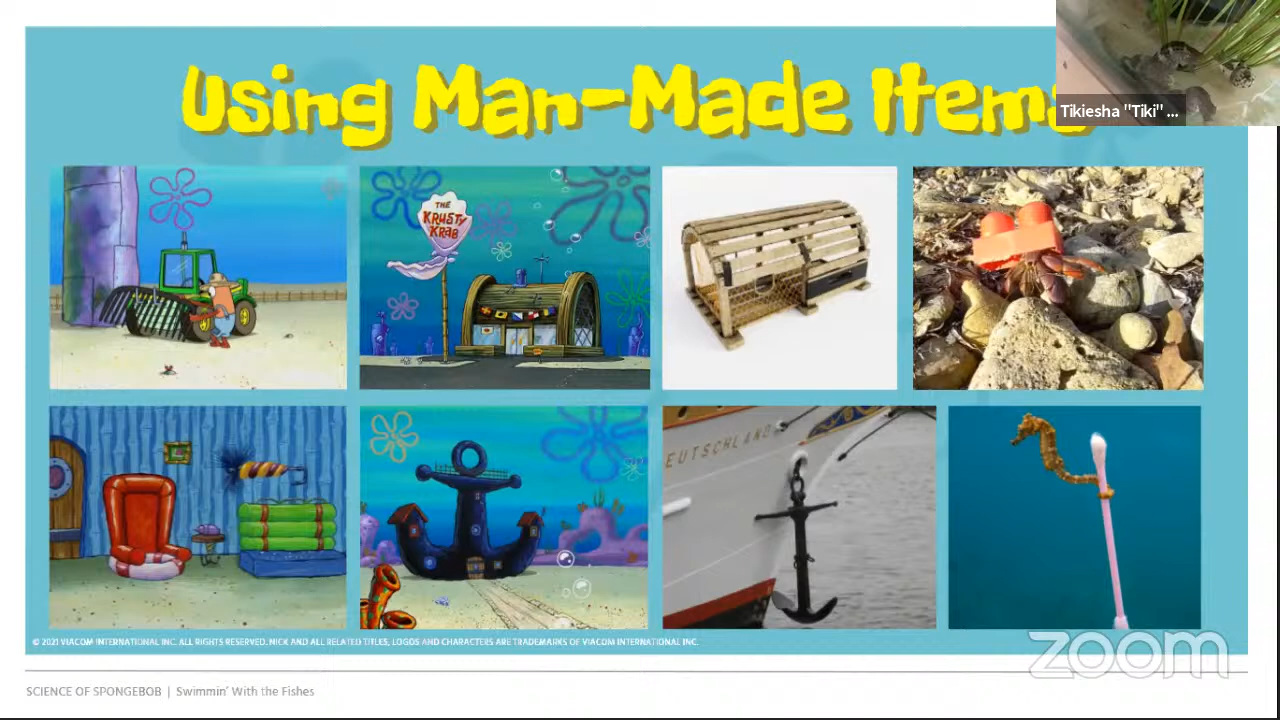 Using Man-Made Items
Tikiesha "Tiki" ...
THE
KRUSTY
KRAB
EUTSCHLAND
© 2021 VIACOM INTERNATIONAL INC. ALL RIGHTS RESERVED. NICK AND ALL RELATED TITLES, LOGOS AND CHARACTERS ARE TRADEMARKS OF VIACOM INTERNATIONAL INC.
zoom
SCIENCE OF SPONGEBOB | Swimmin' With the Fishes